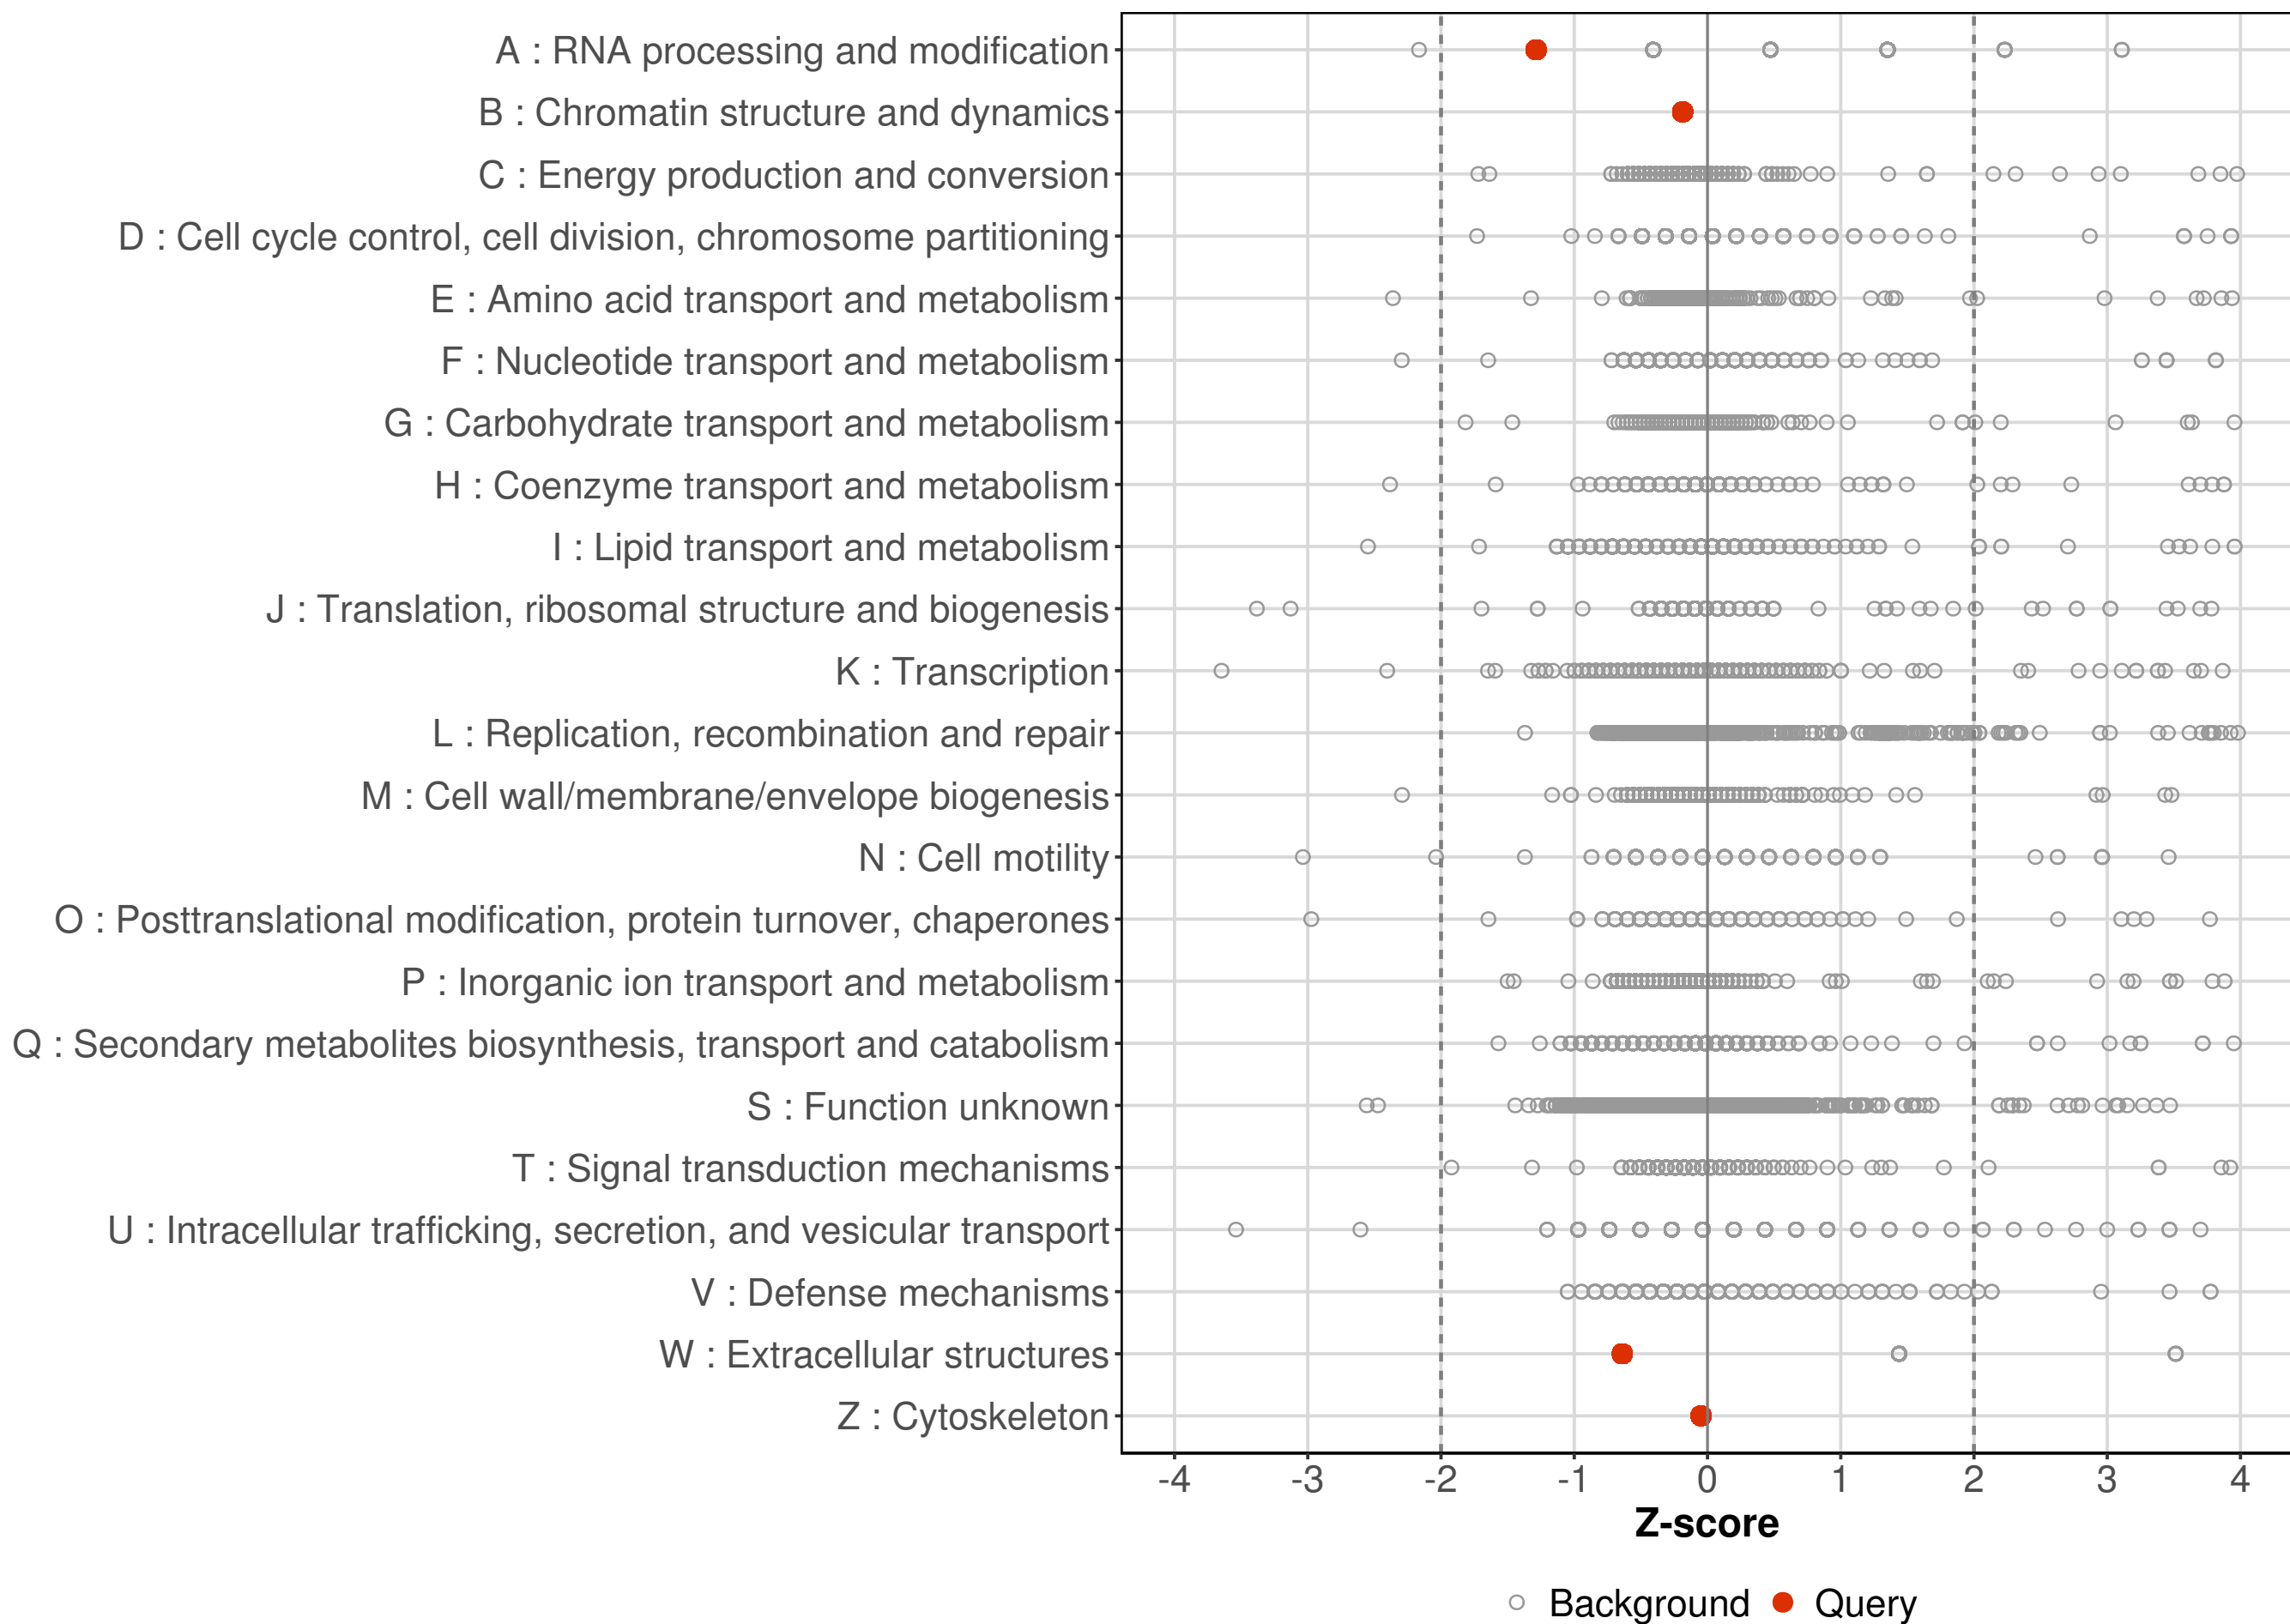 A : RNA processing and modification
B : Chromatin structure and dynamics
C : Energy production and conversion
D : Cell cycle control, cell division, chromosome partitioning
E : Amino acid transport and metabolism
F : Nucleotide transport and metabolism
G : Carbohydrate transport and metabolism
H : Coenzyme transport and metabolism
I : Lipid transport and metabolism
J : Translation, ribosomal structure and biogenesis
K : Transcription
L : Replication, recombination and repair
M : Cell wall/membrane/envelope biogenesis
N : Cell motility
O : Posttranslational modification, protein turnover, chaperones
P : Inorganic ion transport and metabolism
Q : Secondary metabolites biosynthesis, transport and catabolism
S : Function unknown
T : Signal transduction mechanisms
U : Intracellular trafficking, secretion, and vesicular transport
V : Defense mechanisms
W : Extracellular structures
Z : Cytoskeleton
-4 -3 -2 -1 0 1 2 3 4
Z-score
Background Query